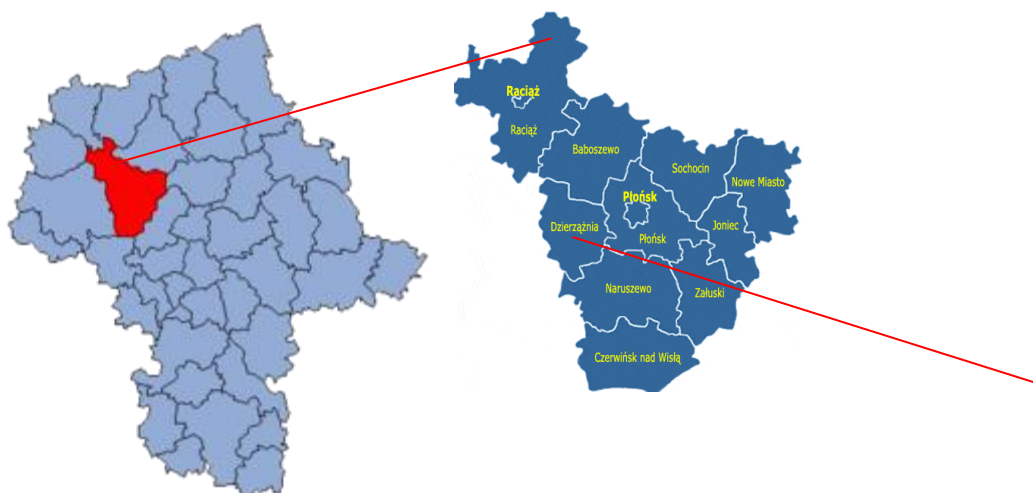 Raciąż
Raciąż
Baboszewo
Sochocin
Nowe Miasto
Płońsk
Dzierzążnia
Płońsk
Joniec
Naruszewo
Załuski
Czerwińsk nad Wisłą